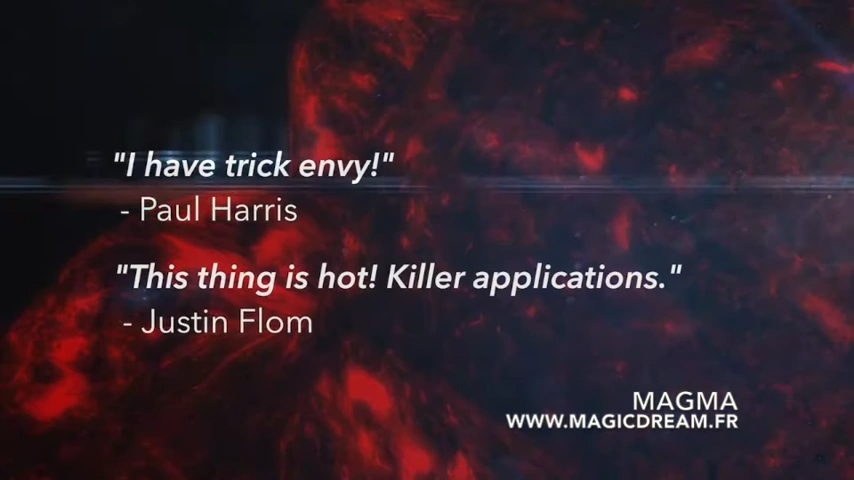 "I have trick envy!"
- Paul Harris
"This thing is hot! Killer applications."
- Justin Flom
MAGMA
WWW.MAGICDREAM.FR